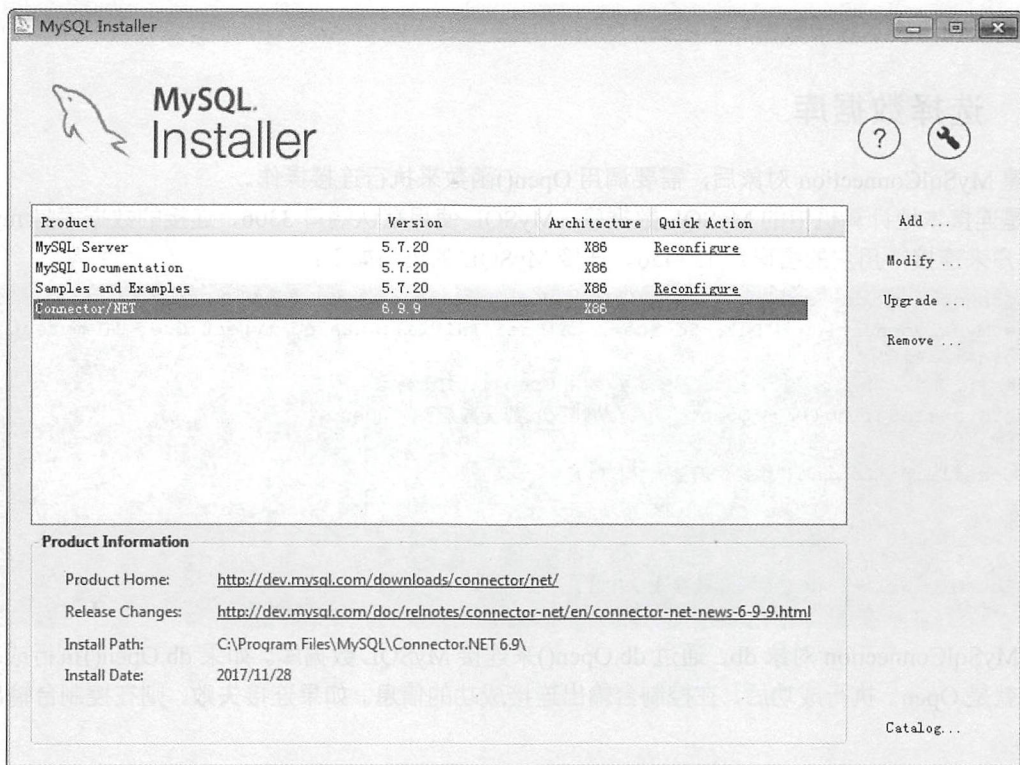 MySQL Installer
MySQL.
Installer
?
Product Version Architecture Quick Action
MySQL Server 5.7.20 X86 Reconfigure
MySQL Documentation 5.7.20 X86
Samples and Examples 5.7.20 X86 Reconfigure
Connector/NET 6.9.9 X86
Add ...
Modify ...
Upgrade ...
Remove ...
Product Information
Product Home: http://dev.mysql.com/downloads/connector/net/
Release Changes: http://dev.mysql.com/doc/relnotes/connector-net/en/connector-net-news-6-9-9.html
Install Path: C:\Program Files\MySQL\Connector.NET 6.9\
Install Date: 2017/11/28
Catalog...